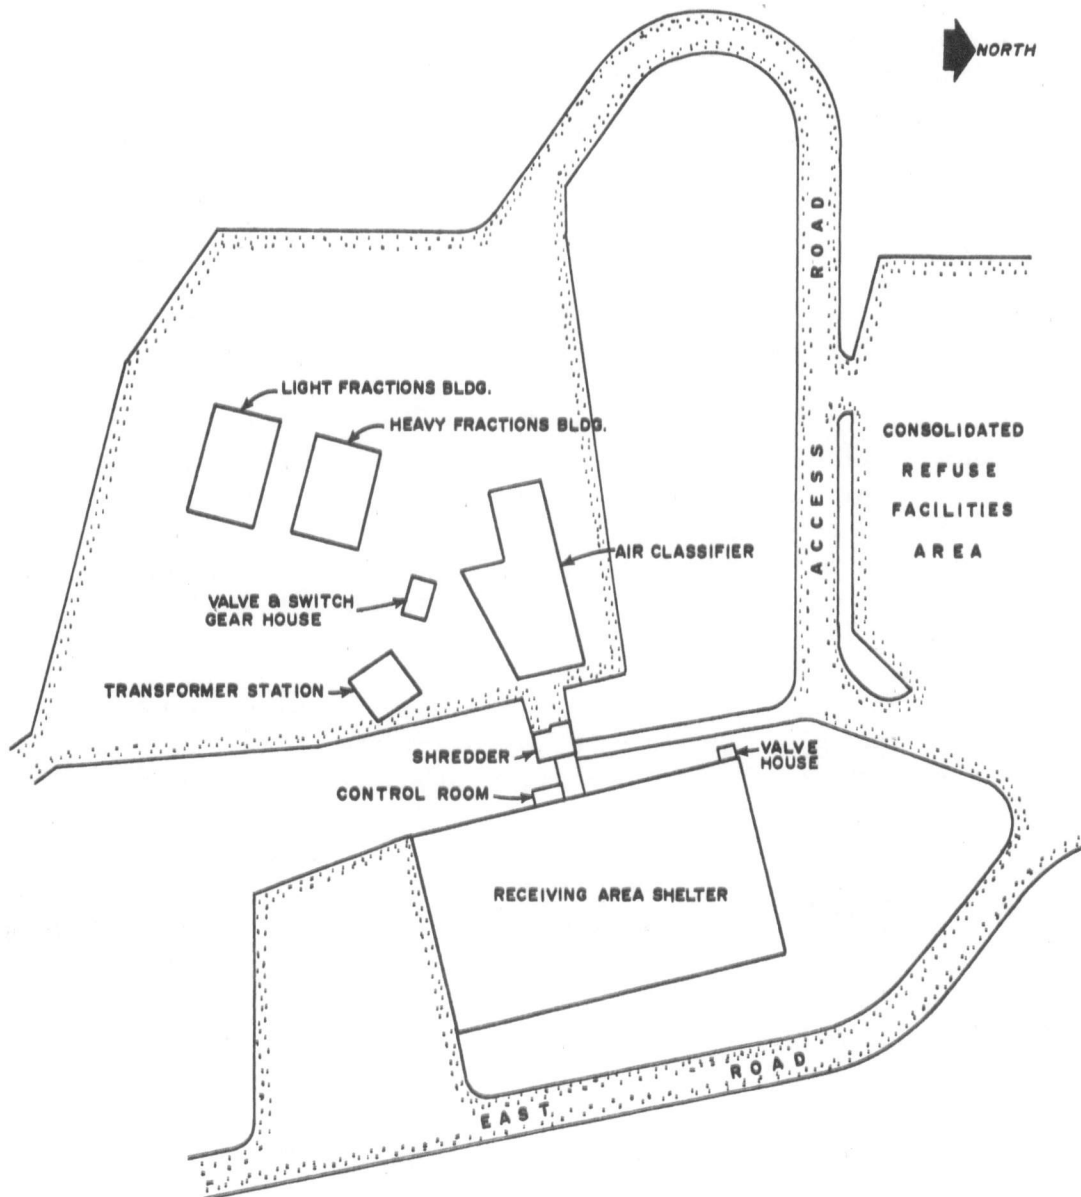 NORTH
ROAD
LIGHT FRACTIONS BLDG.
HEAVY FRACTIONS BLDG.
CONSOLIDATED
REFUSE
FACILITIES
AREA
ACCESS
AIR CLASSIFIER
VALVE & SWITCH
GEAR HOUSE
TRANSFORMER STATION
SHREDDER
VALVE
HOUSE
CONTROL ROOM
RECEIVING AREA SHELTER
EAST ROAD